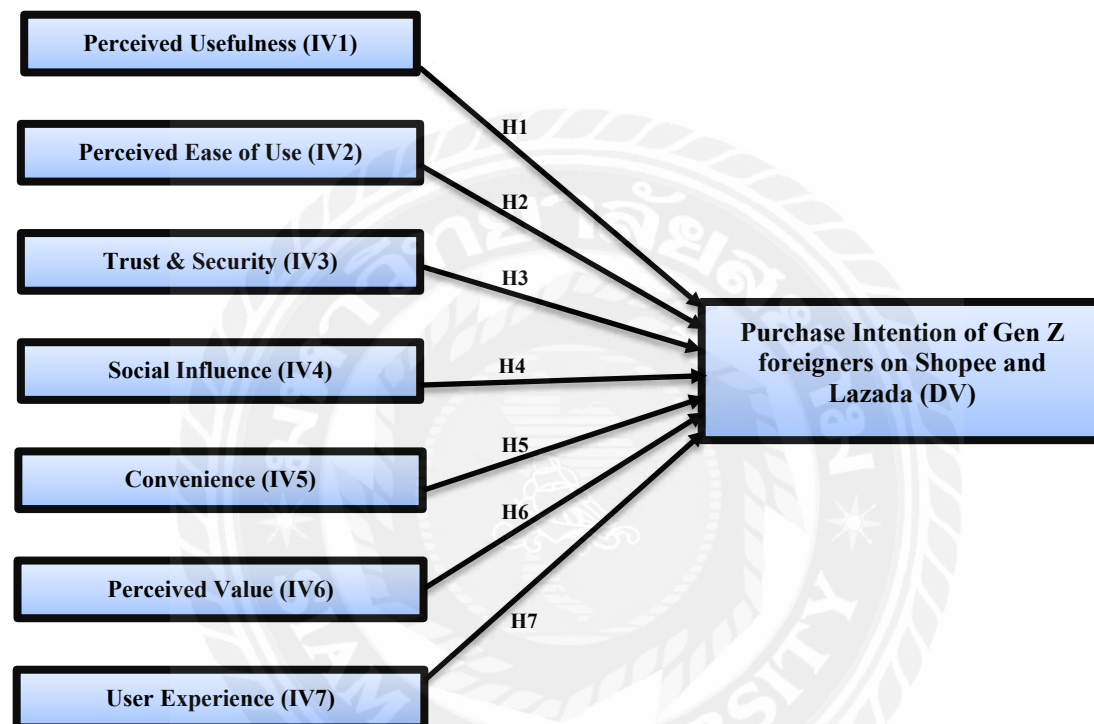 Perceived Usefulness (IV1)
H1
Perceived Ease of Use (IV2)
H2
Trust & Security (IV3)
H3
Purchase Intention of Gen Z
foreigners on Shopee and
Lazada (DV)
Social Influence (IV4)
H4
Convenience (IV5)
H5
H6
Perceived Value (IV6)
H7
User Experience (IV7)
SIAM